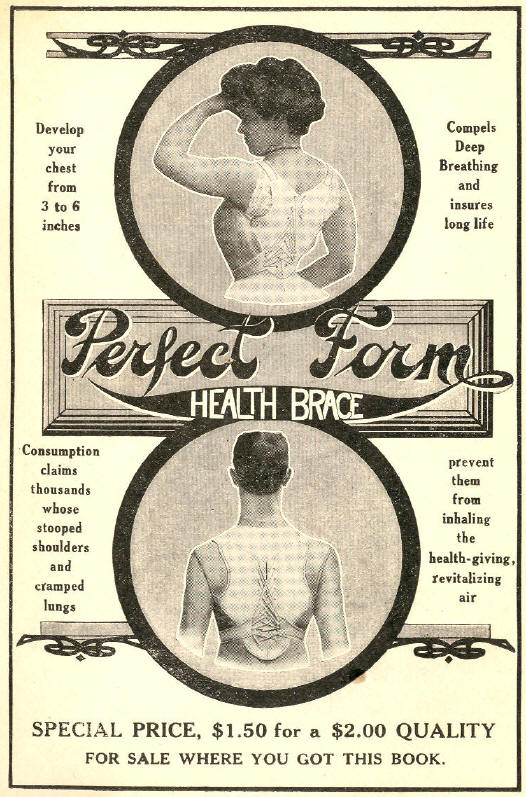 Develop
your
chest
from
3 to 6
inches
Compels
Deep
Breathing
and
insures
long life
Perfect Form
HEALTH BRACE
Consumption
claims
thousands
whose
stooped
shoulders
and
cramped
lungs
prevent
them
from
inhaling
the
health-giving,
revitalizing
air
SPECIAL PRICE, $1.50 for a $2.00 QUALITY
FOR SALE WHERE YOU GOT THIS BOOK.